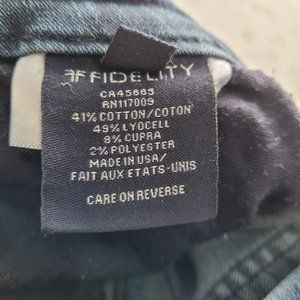 FIDELITY
CA45665
RN117009
41% COTTON/COTON
49% LYOCELL
8% CUPRA
2% POLYESTER
MADE IN USA/
FAIT AUX ETATS-UNIS
CARE ON REVERSE